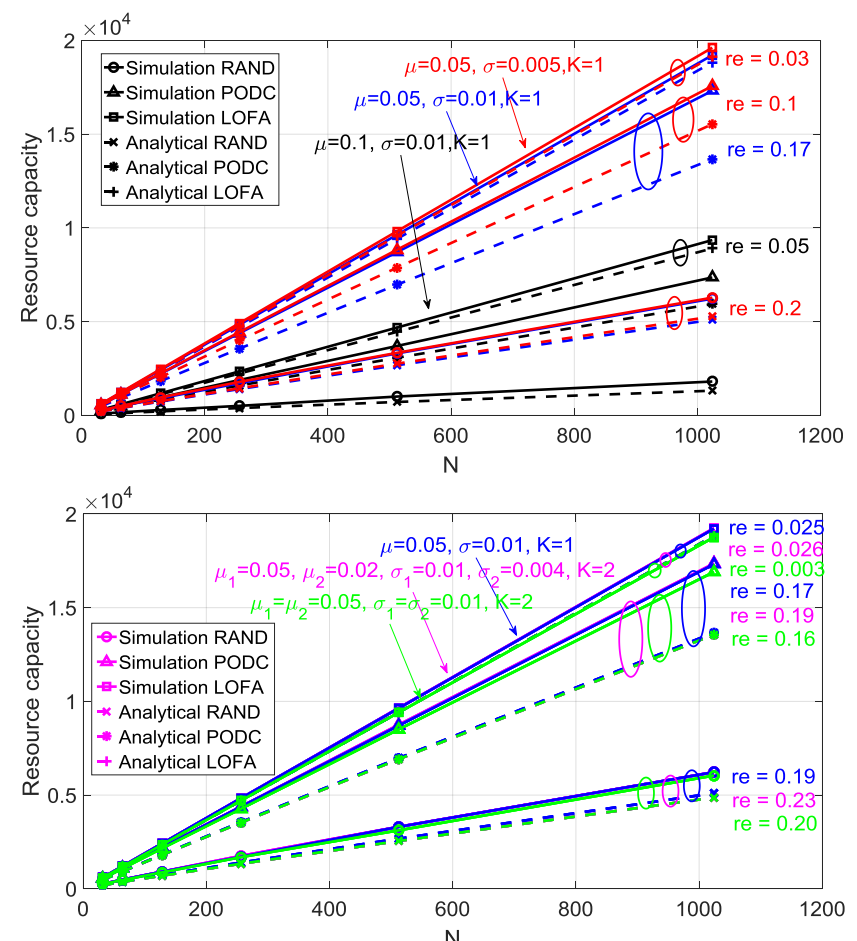 ×10^4
2
1.5
1
0.5
0
Resource capacity
Simulation RAND
Simulation PODC
Simulation LOFA
Analytical RAND
Analytical PODC
Analytical LOFA
μ=0.05, σ=0.005,K=1
μ=0.05, σ=0.01,K=1
μ=0.1, σ=0.01,K=1
re = 0.03
re = 0.1
re = 0.17
re = 0.05
re = 0.2
0 200 400 600 800 1000 1200
N
×10^4
2
1.5
1
0.5
0
Resource capacity
μ=0.05, σ=0.01, K=1
μ₁=0.05, μ₂=0.02, σ₁=0.01, σ₂=0.004, K=2
μ₁=μ₂=0.05, σ₁=σ₂=0.01, K=2
Simulation RAND
Simulation PODC
Simulation LOFA
Analytical RAND
Analytical PODC
Analytical LOFA
re = 0.025
re = 0.026
re = 0.003
re = 0.17
re = 0.19
re = 0.16
re = 0.19
re = 0.23
re = 0.20
0 200 400 600 800 1000 1200
N